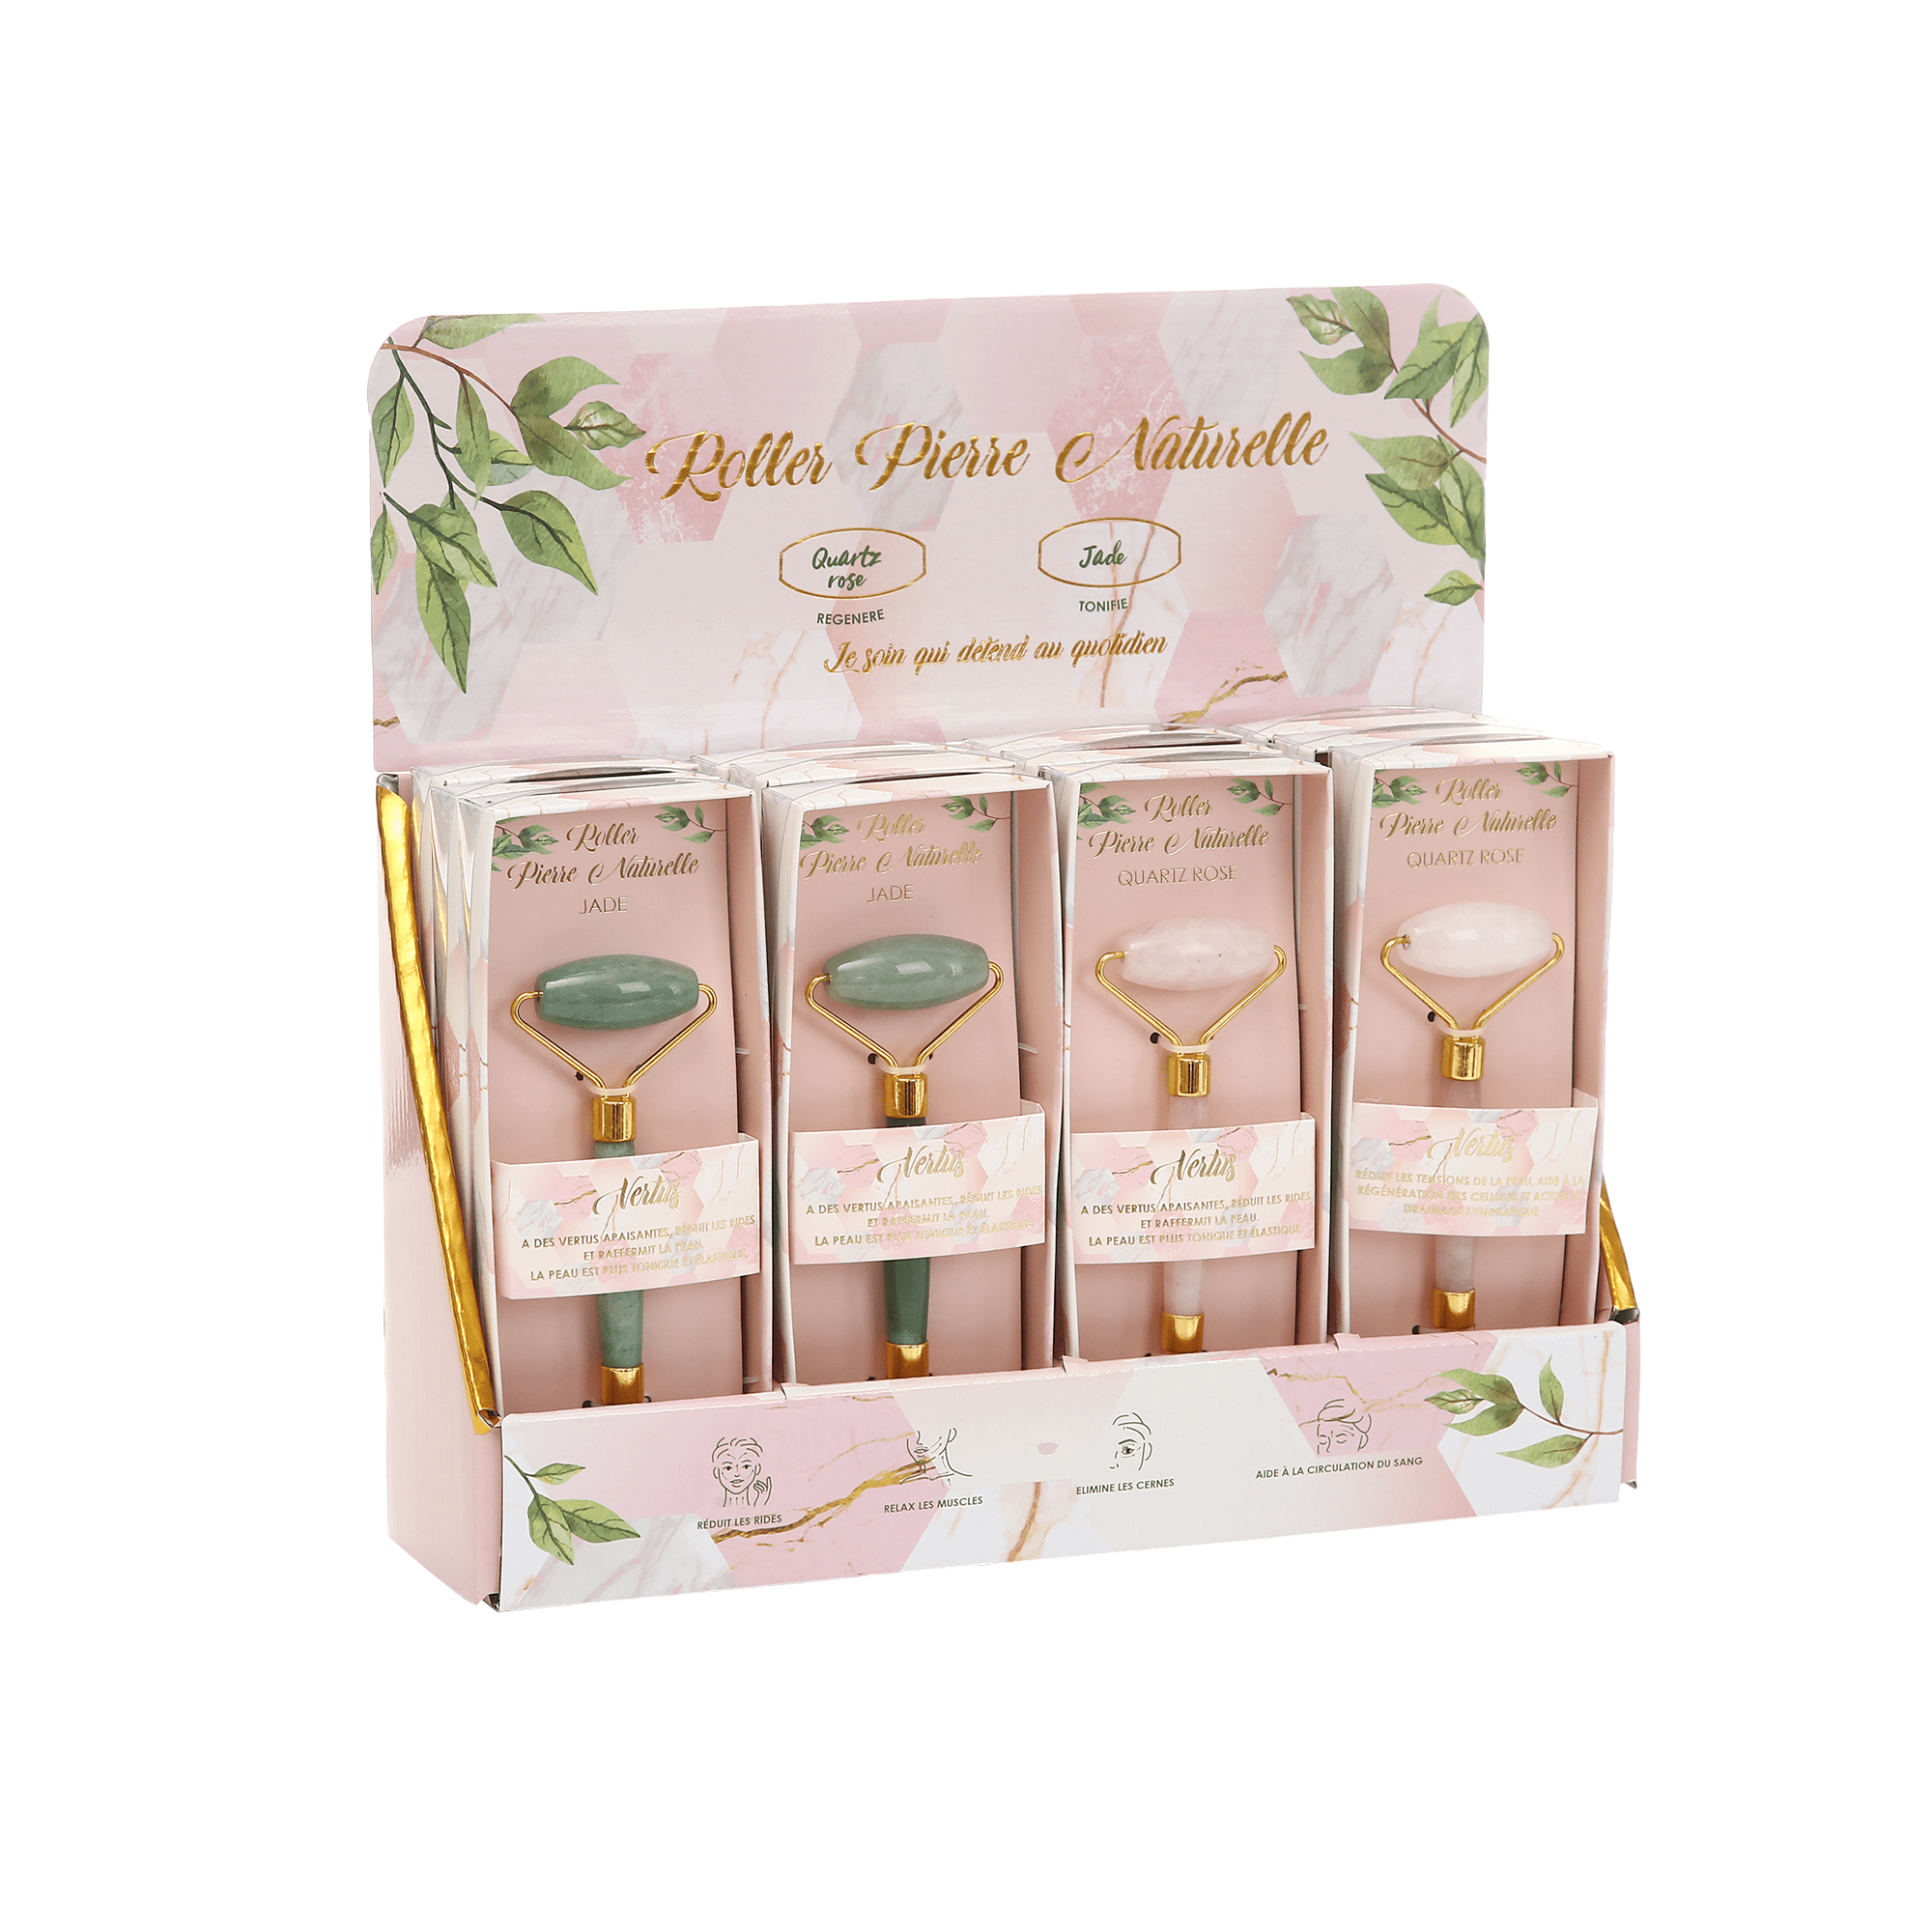 Roller Pierre Naturelle
Quartz
rose
REGENERE
Jade
TONIFIE
Le soin qui détend au quotidien
Roller
Pierre Naturelle
JADE
Vertus
A DES VERTUS APAISANTES, RÉDUIT LES RIDES
ET RAFFERMIT LA PEAU.
LA PEAU EST PLUS TONIQUE ET ÉLASTIQUE.
Roller
Pierre Naturelle
JADE
Vertus
A DES VERTUS APAISANTES, RÉDUIT LES RIDES
ET RAFFERMIT LA PEAU.
LA PEAU EST PLUS TONIQUE ET ÉLASTIQUE.
Roller
Pierre Naturelle
QUARTZ ROSE
Vertus
A DES VERTUS APAISANTES, RÉDUIT LES RIDES
ET RAFFERMIT LA PEAU.
LA PEAU EST PLUS TONIQUE ET ÉLASTIQUE.
Roller
Pierre Naturelle
QUARTZ ROSE
Vertus
RÉDUIT LES TENSIONS DE LA PEAU, AIDE À LA
RÉGÉNÉRATION DES
DRAINAGE LYMPHATIQUE
RÉDUIT LES RIDES
RELAX LES MUSCLES
ELIMINE LES CERNES
AIDE À LA CIRCULATION DU SANG